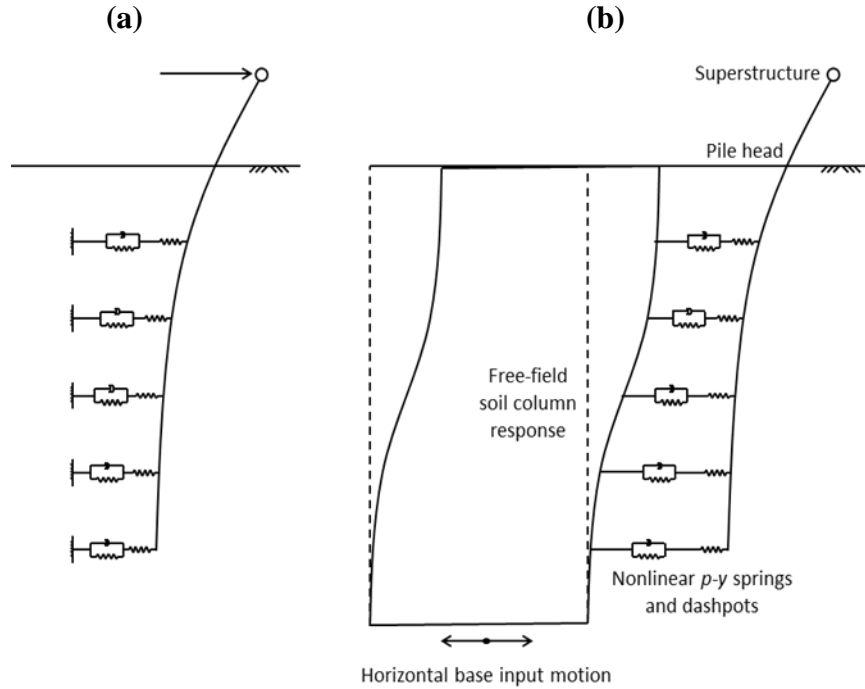 (a)
(b)
Superstructure
Pile head
Free-field
soil column
response
Nonlinear p-y springs
and dashpots
Horizontal base input motion